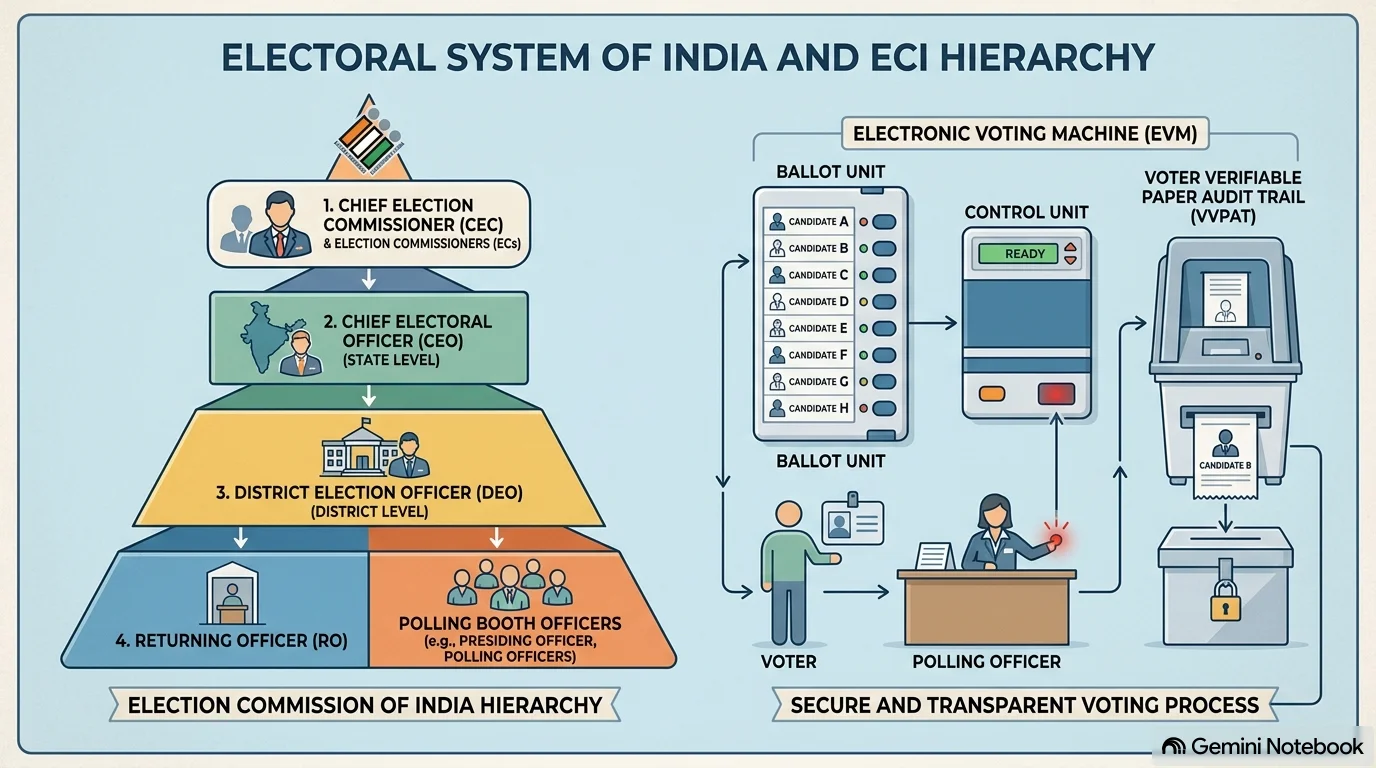 ELECTORAL SYSTEM OF INDIA AND ECI HIERARCHY
1. CHIEF ELECTION
COMMISSIONER (CEC)
& ELECTION COMMISSIONERS (ECs)
2. CHIEF ELECTORAL
OFFICER (CEO)
(STATE LEVEL)
3. DISTRICT ELECTION OFFICER (DEO)
(DISTRICT LEVEL)
4. RETURNING OFFICER (RO)
POLLING BOOTH OFFICERS
(e.g., PRESIDING OFFICER,
POLLING OFFICERS)
ELECTION COMMISSION OF INDIA HIERARCHY
ELECTRONIC VOTING MACHINE (EVM)
BALLOT UNIT
CANDIDATE A
CANDIDATE B
CANDIDATE C
CANDIDATE D
CANDIDATE E
CANDIDATE F
CANDIDATE G
CANDIDATE H
BALLOT UNIT
CONTROL UNIT
READY
VOTER VERIFIABLE
PAPER AUDIT TRAIL
(VVPAT)
CANDIDATE B
VOTER
POLLING OFFICER
SECURE AND TRANSPARENT VOTING PROCESS
Gemini Notebook